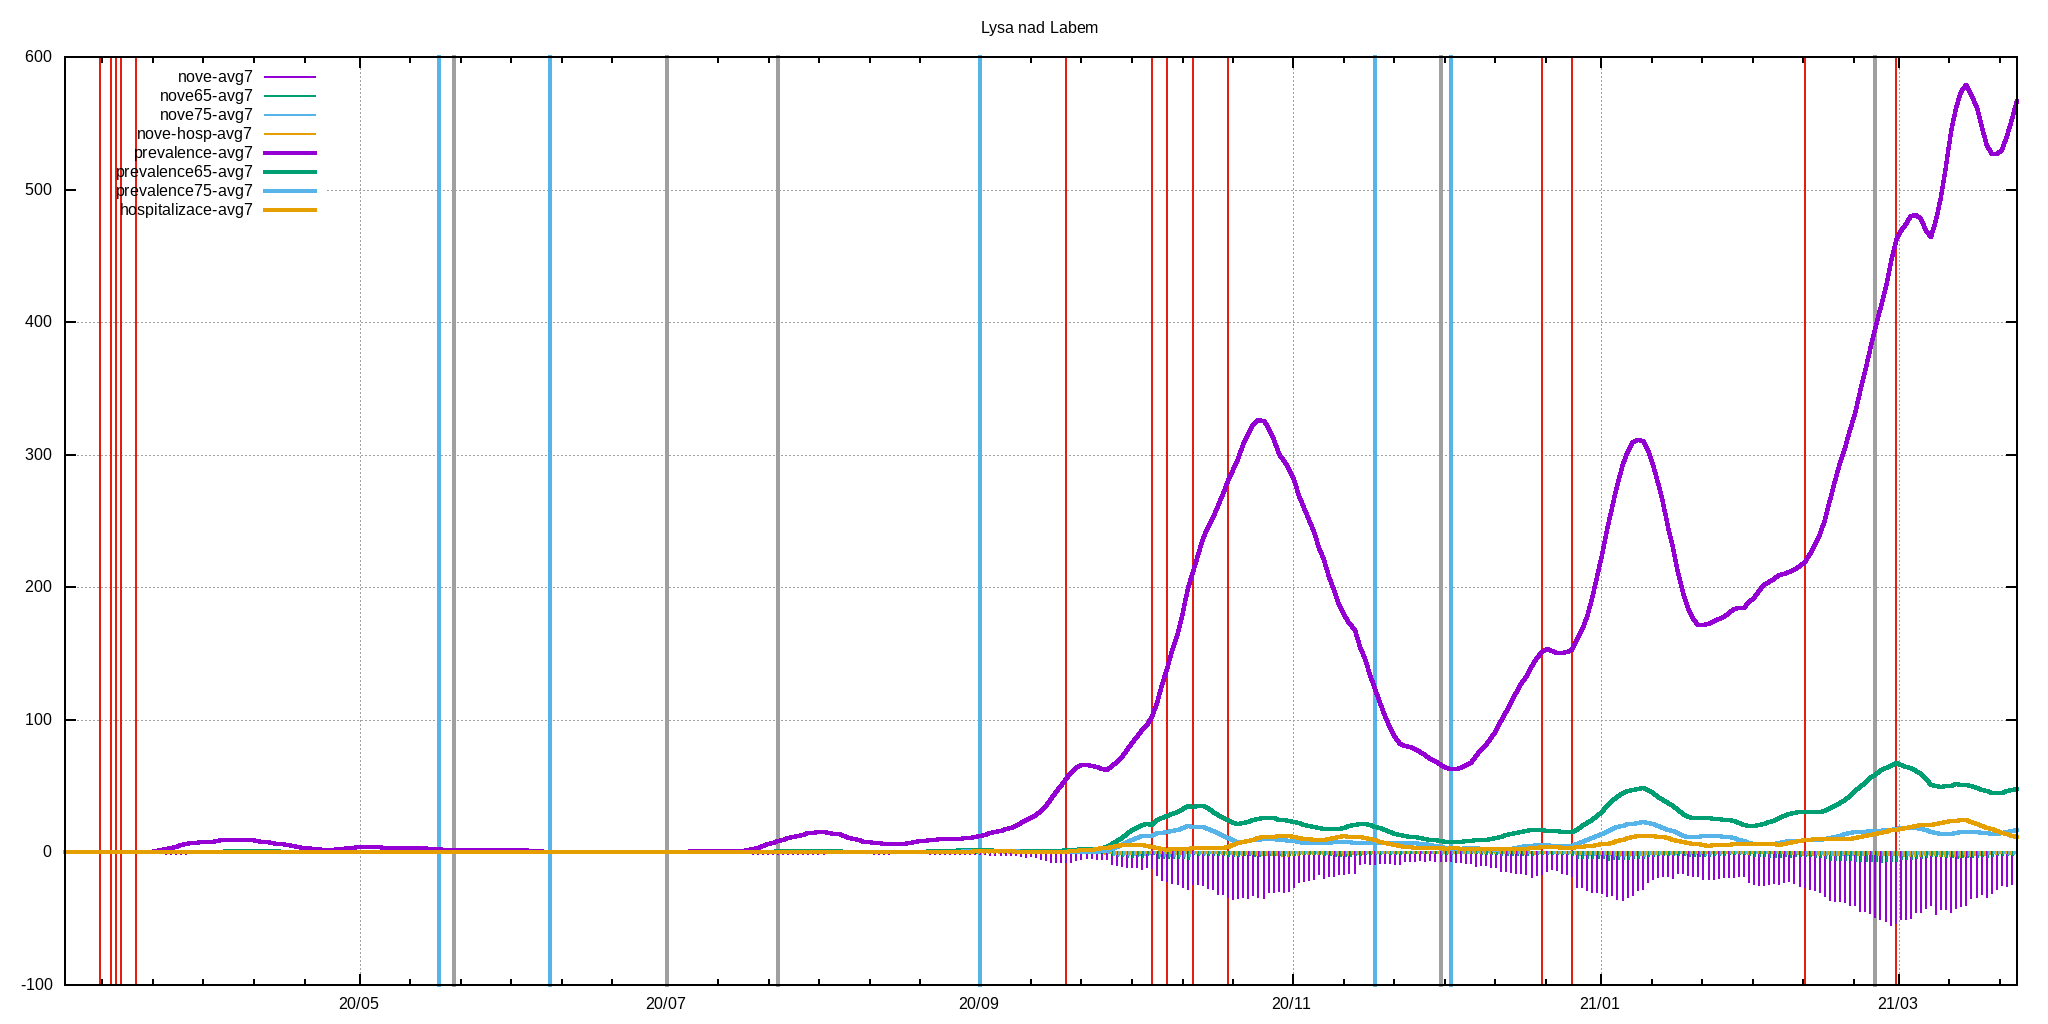 Lysa nad Labem
600
500
400
300
200
100
0
-100
nove-avg7
nove65-avg7
nove75-avg7
nove-hosp-avg7
prevalence-avg7
prevalence65-avg7
prevalence75-avg7
hospitalizace-avg7
20/05
20/07
20/09
20/11
21/01
21/03